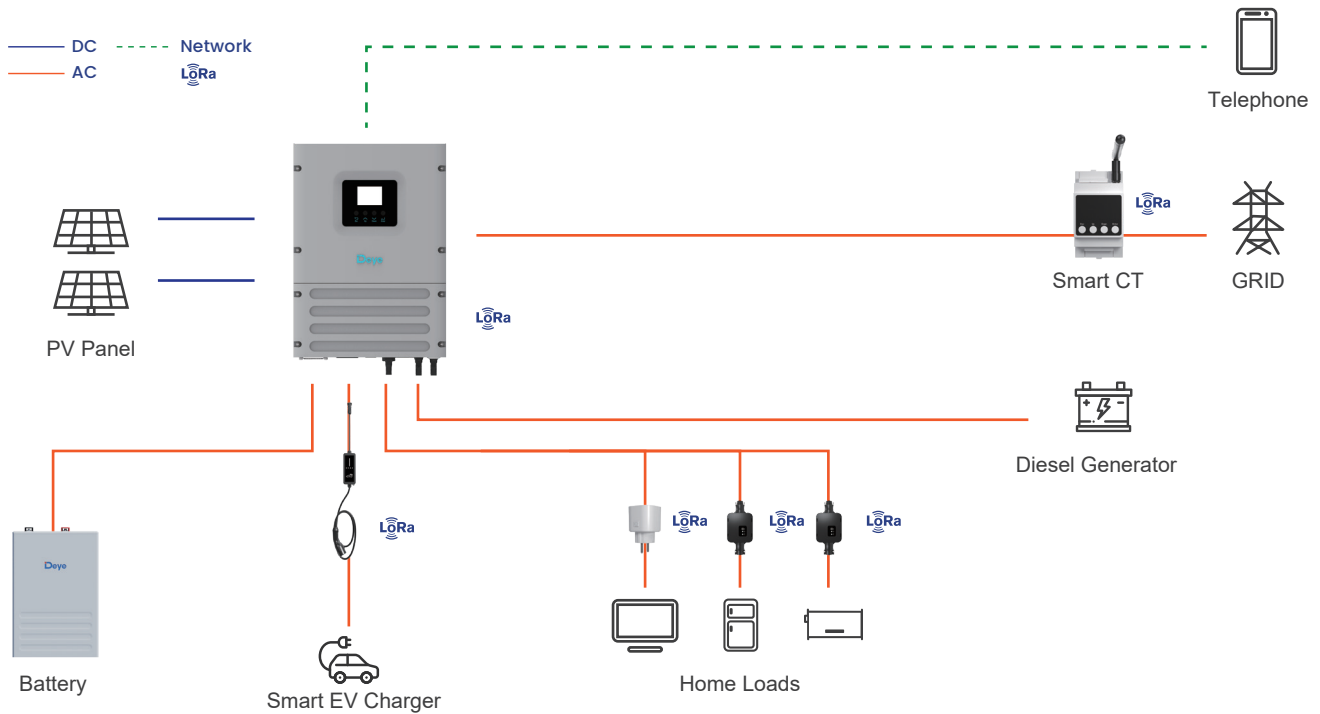 DC
Network
AC
LoRa
Telephone
LoRa
Deye
Smart CT
GRID
LoRa
PV Panel
Diesel Generator
LoRa
LoRa
LoRa
LoRa
Deye
Home Loads
Battery
Smart EV Charger